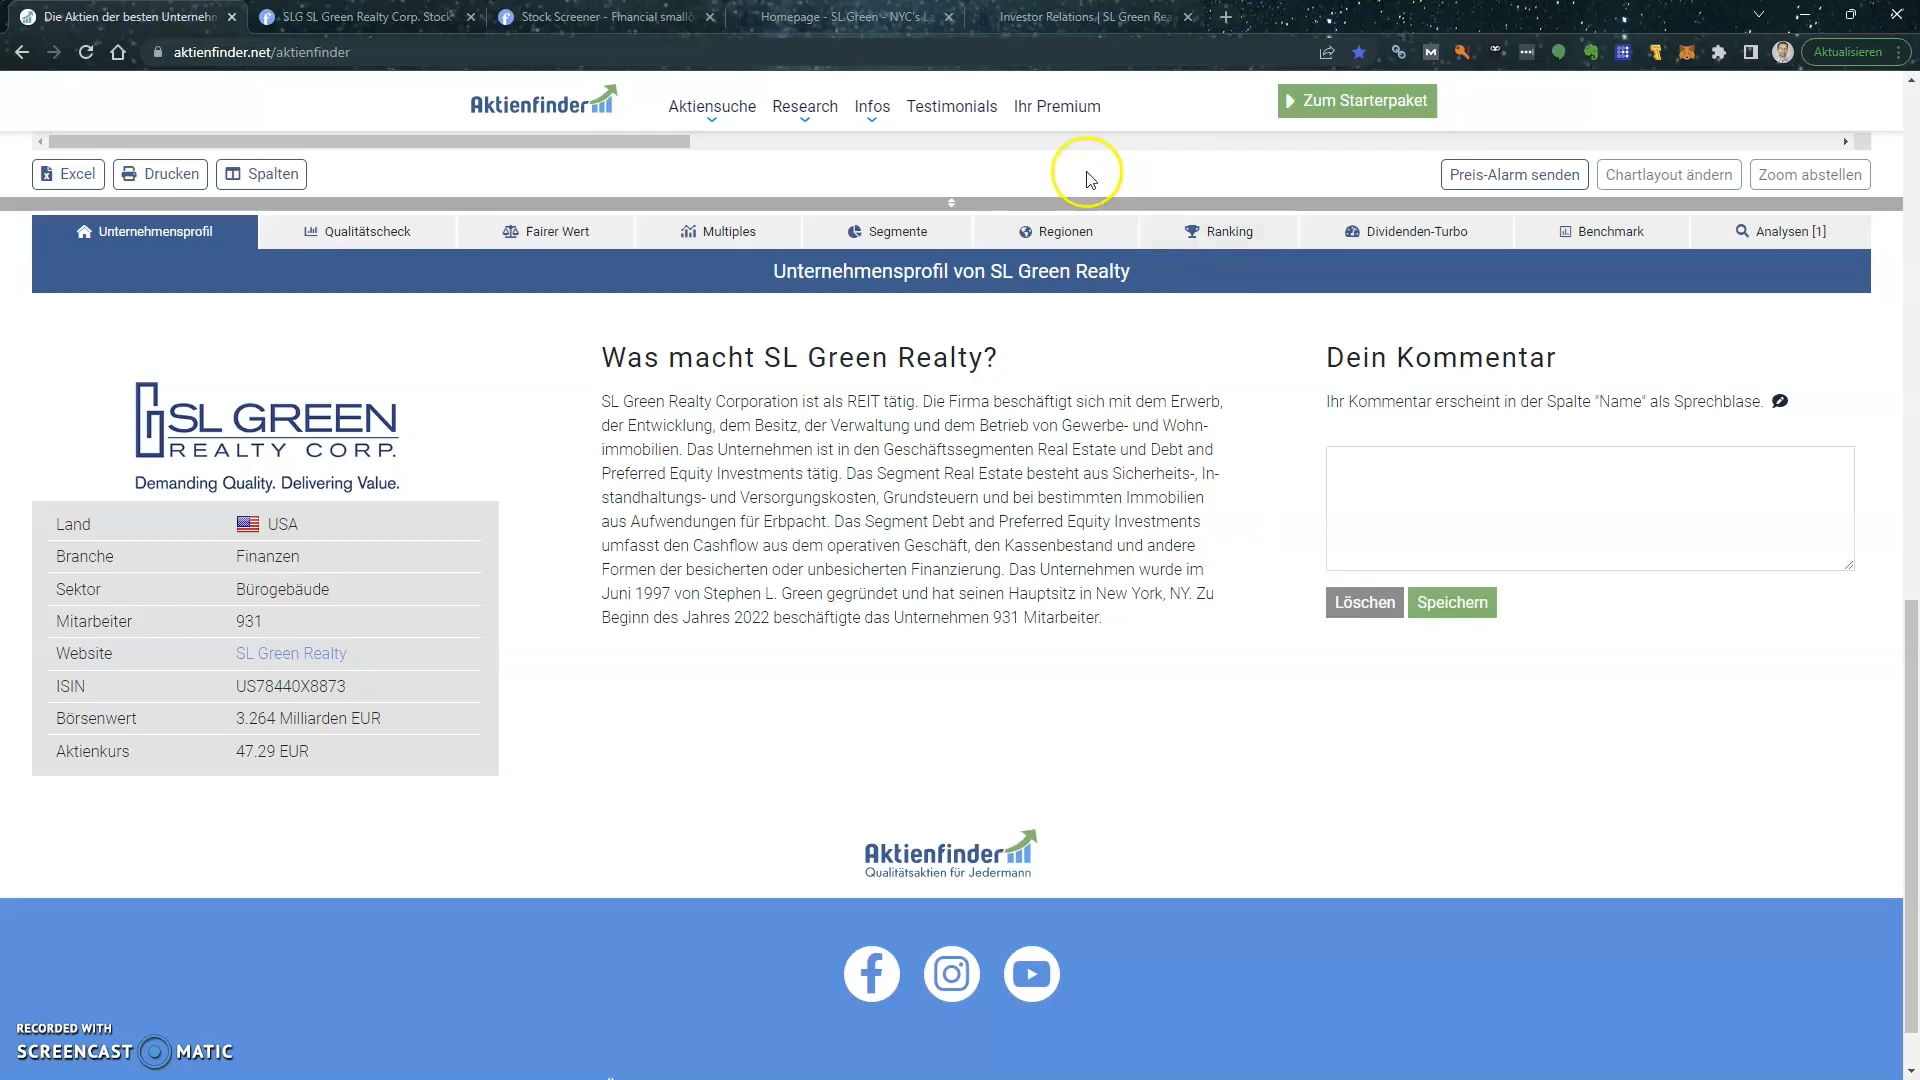 Die Aktien der besten Unternehm
SLG SL Green Realty Corp. Stock
Stock Screener - Financial small
Homepage - SL Green - NYC's La
Investor Relations | SL Green Rea
aktienfinder.net/aktienfinder
Aktualisieren
Aktienfinder
Aktiensuche
Research
Infos
Testimonials
Ihr Premium
Zum Starterpaket
Excel
Drucken
Spalten
Preis-Alarm senden
Chartlayout ändern
Zoom abstellen
Unternehmensprofil
Qualitätscheck
Fairer Wert
Multiples
Segmente
Regionen
Ranking
Dividenden-Turbo
Benchmark
Analysen [1]
Unternehmensprofil von SL Green Realty
SL GREEN
REALTY CORP.
Demanding Quality. Delivering Value.
Land USA
Branche Finanzen
Sektor Bürogebäude
Mitarbeiter 931
Website SL Green Realty
ISIN US78440X8873
Börsenwert 3.264 Milliarden EUR
Aktienkurs 47.29 EUR
Was macht SL Green Realty?
SL Green Realty Corporation ist als REIT tätig. Die Firma beschäftigt sich mit dem Erwerb,
der Entwicklung, dem Besitz, der Verwaltung und dem Betrieb von Gewerbe- und Wohn-
immobilien. Das Unternehmen ist in den Geschäftssegmenten Real Estate und Debt and
Preferred Equity Investments tätig. Das Segment Real Estate besteht aus Sicherheits-, In-
standhaltungs- und Versorgungskosten, Grundsteuern und bei bestimmten Immobilien
aus Aufwendungen für Erbpacht. Das Segment Debt and Preferred Equity Investments
umfasst den Cashflow aus dem operativen Geschäft, den Kassenbestand und andere
Formen der besicherten oder unbesicherten Finanzierung. Das Unternehmen wurde im
Juni 1997 von Stephen L. Green gegründet und hat seinen Hauptsitz in New York, NY. Zu
Beginn des Jahres 2022 beschäftigte das Unternehmen 931 Mitarbeiter.
Dein Kommentar
Ihr Kommentar erscheint in der Spalte "Name" als Sprechblase.
Löschen
Speichern
Aktienfinder
Qualitätsaktien für Jedermann
RECORDED WITH
SCREENCAST MATIC